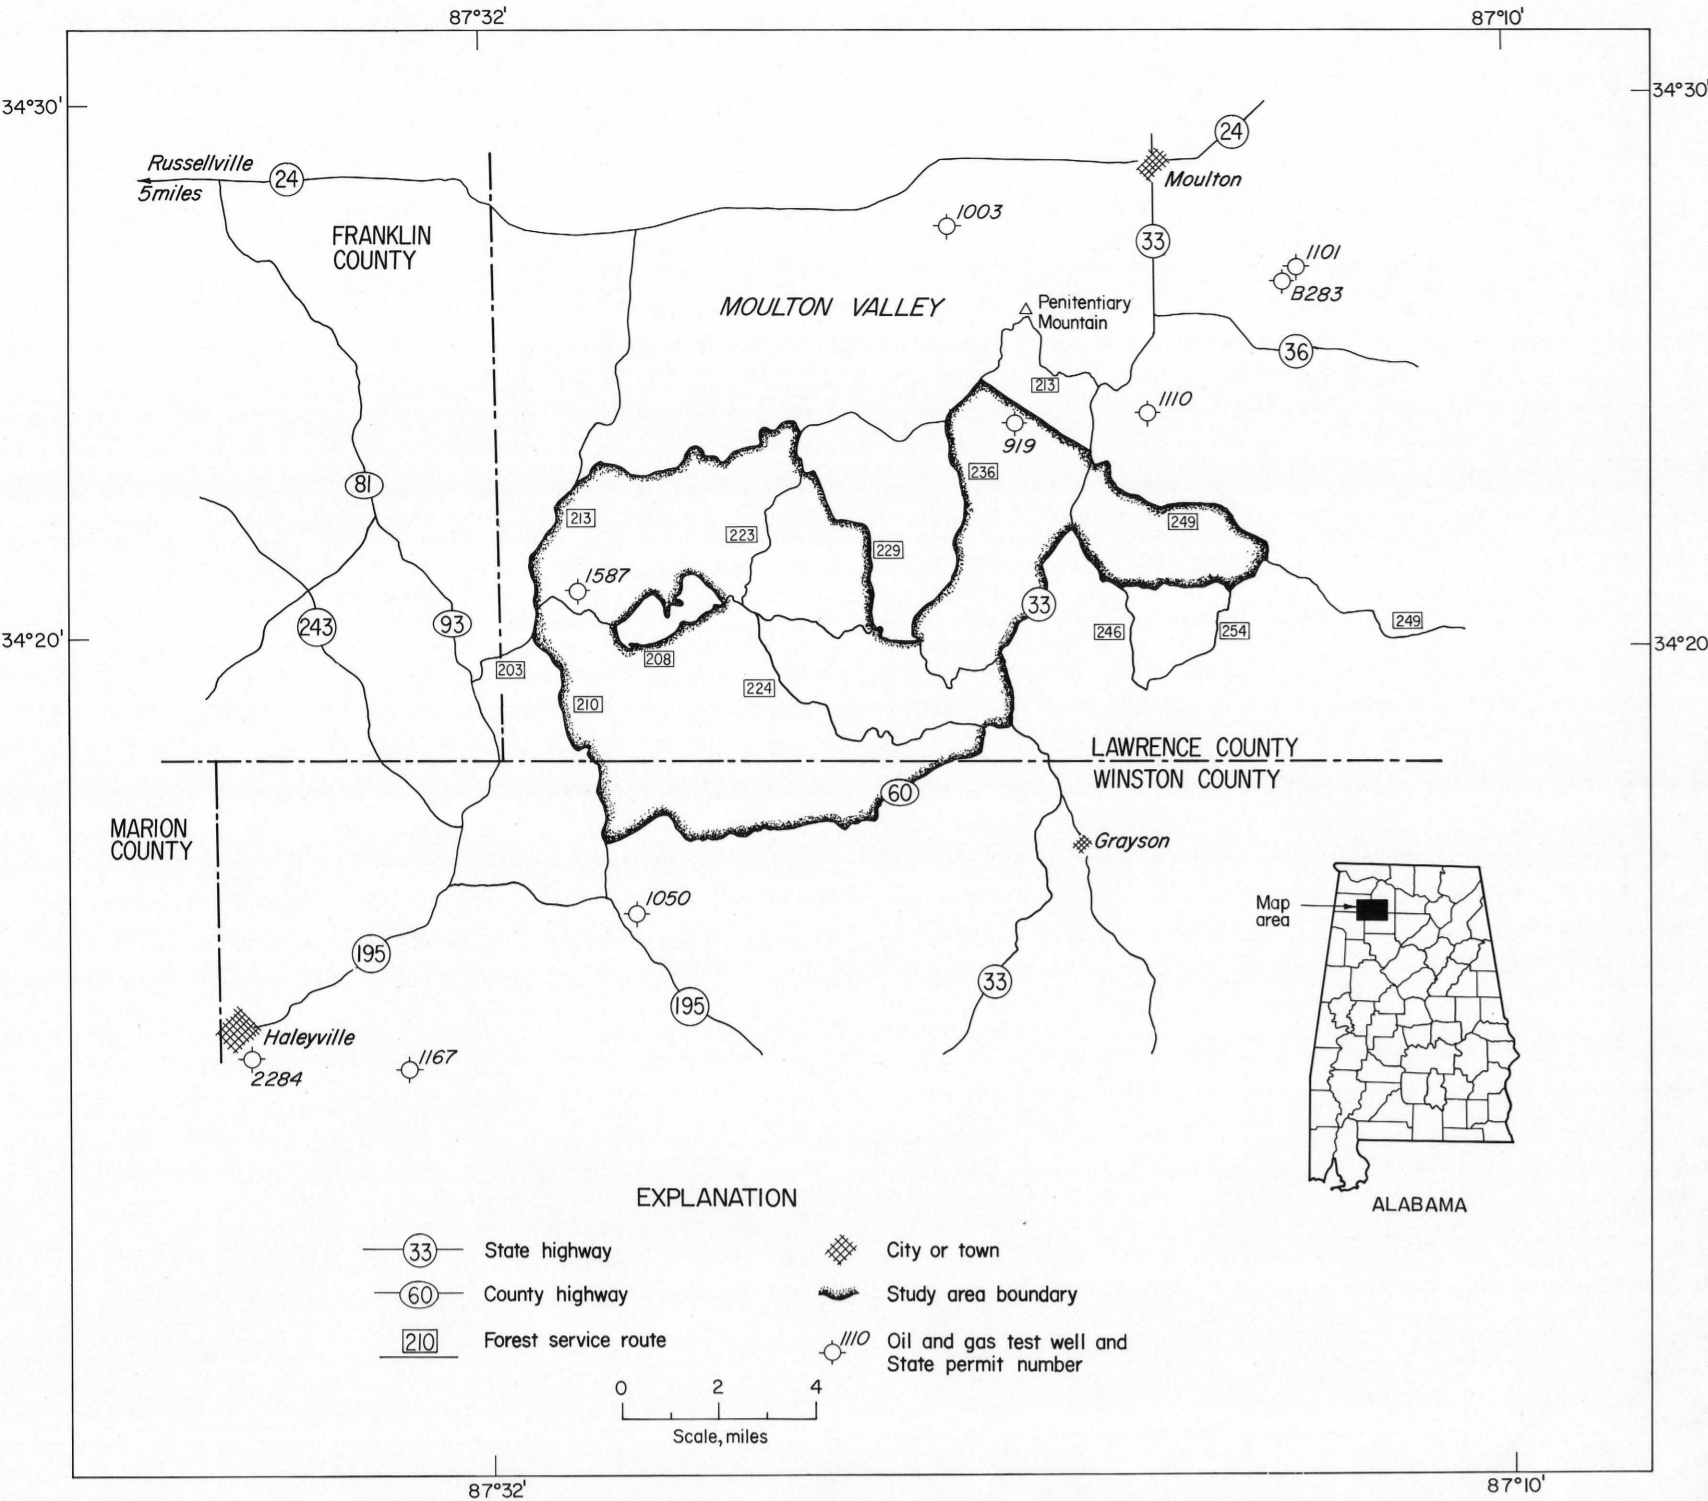 87°32'
87°10'
34°30'
34°30'
24
Russellville
5 miles
24
Moulton
FRANKLIN
COUNTY
1003
33
1101
B283
MOULTON VALLEY
Penitentiary
Mountain
36
213
1110
919
81
236
213
223
249
229
1587
243
93
33
34°20'
203
208
246
254
249
34°20'
210
224
LAWRENCE COUNTY
WINSTON COUNTY
60
MARION
COUNTY
Grayson
1050
Map
area
195
33
195
Haleyville
2284
1167
ALABAMA
EXPLANATION
33 State highway
60 County highway
210 Forest service route
City or town
Study area boundary
1110 Oil and gas test well and
State permit number
0 2 4
Scale, miles
87°32'
87°10'